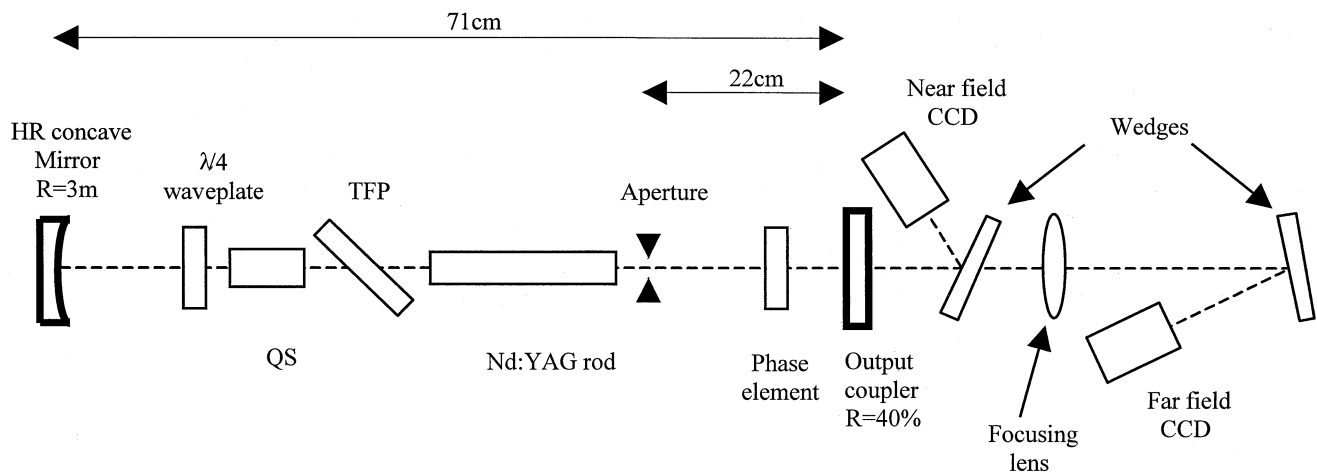 71cm
22cm
Near field
CCD
Wedges
HR concave
Mirror
R=3m
λ/4
waveplate
TFP
Aperture
QS
Nd:YAG rod
Phase
element
Output
coupler
R=40%
Focusing
lens
Far field
CCD